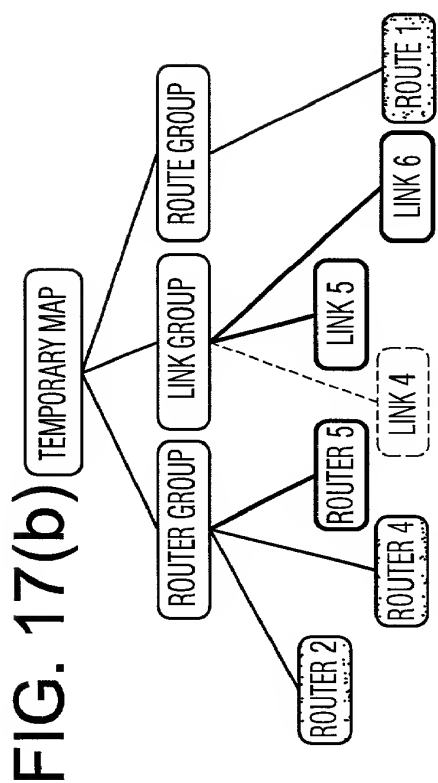 FIG. 17(b)
TEMPORARY MAP
ROUTER GROUP
LINK GROUP
ROUTE GROUP
ROUTER 2
ROUTER 4
ROUTER 5
LINK 4
LINK 5
LINK 6
ROUTE 1